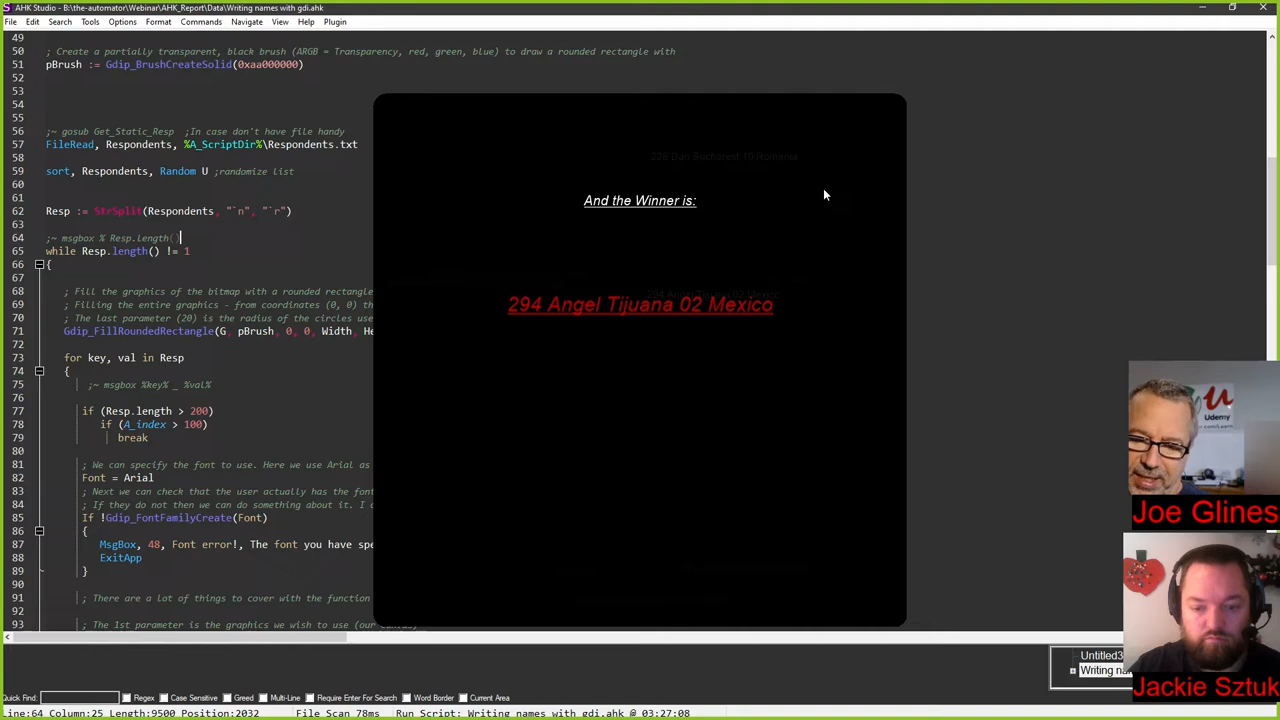 AHK Studio - B:\the-automator\Webinar\AHK_Report\Data\Writing names with gdi.ahk
File Edit Search Tools Options Format Commands Navigate View Help Plugin
49
50 ; Create a partially transparent, black brush (ARGB = Transparency, red, green, blue) to draw a rounded rectangle with
51 pBrush := Gdip_BrushCreateSolid(0xaa000000)
52
53
54
55
56 ;~ gosub Get_Static_Resp ;In case don't have file handy
57 FileRead, Respondents, %A_ScriptDir%\Respondents.txt
58
59 sort, Respondents, Random U ;randomize list
60
61
62 Resp := StrSplit(Respondents, "`n", "`r")
63
64 ;~ msgbox % Resp.length()
65 while Resp.length() != 1
66 {
67
68 ; Fill the graphics of the bitmap with a rounded rectangle
69 ; Filling the entire graphics - from coordinates (0, 0) th
70 ; The last parameter (20) is the radius of the circles use
71 Gdip_FillRoundedRectangle(G, pBrush, 0, 0, Width, He
72
73 for key, val in Resp
74 {
75 ;~ msgbox %key% _ %val%
76
77 if (Resp.length > 200)
78 if (A_index > 100)
79 break
80
81 ; We can specify the font to use. Here we use Arial as
82 Font = Arial
83 ; Next we can check that the user actually has the font
84 ; If they do not then we can do something about it. I c
85 If !Gdip_FontFamilyCreate(Font)
86 {
87 MsgBox, 48, Font error!, The font you have spe
88 ExitApp
89 }
90
91 ; There are a lot of things to cover with the function
92
93 ; The 1st parameter is the graphics we wish to use (our canvas)
228 Dan Bucharest 10 Romania
And the Winner is:
294 Angel Tijuana 02 Mexico
294 Angel Tijuana 02 Mexico
Udemy
Joe Glines
Jackie Sztuk
Untitled3
Writing na
Quick Find: Regex Case Sensitive Greed Multi-Line Require Enter For Search Word Border Current Area
Line:64 Column:25 Length:9500 Position:2032 File Scan 78ms Run Script: Writing names with gdi.ahk @ 03:27:08